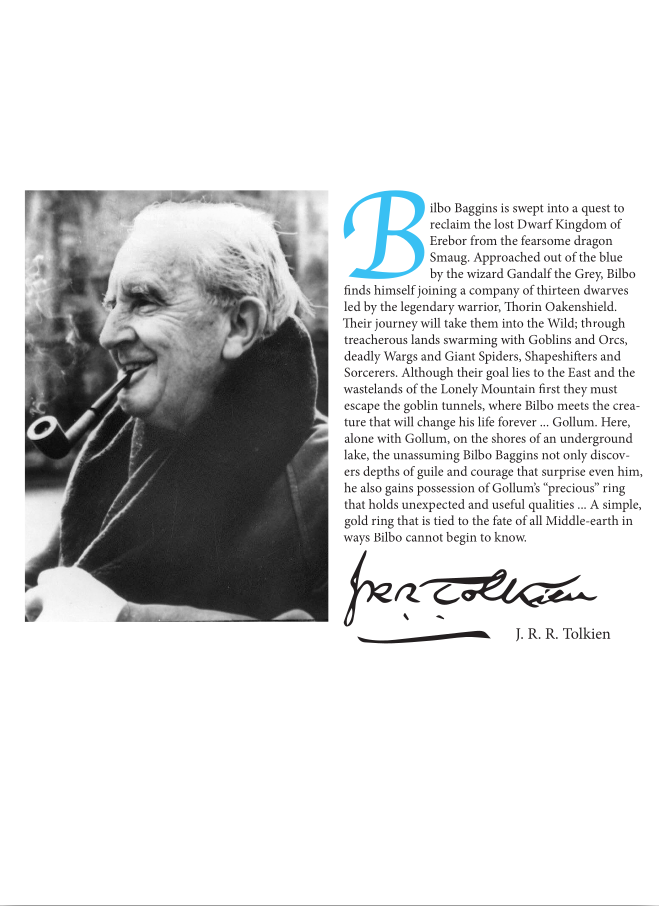 Bilbo Baggins is swept into a quest to
reclaim the lost Dwarf Kingdom of
Erebor from the fearsome dragon
Smaug. Approached out of the blue
by the wizard Gandalf the Grey, Bilbo
finds himself joining a company of thirteen dwarves
led by the legendary warrior, Thorin Oakenshield.
Their journey will take them into the Wild; through
treacherous lands swarming with Goblins and Orcs,
deadly Wargs and Giant Spiders, Shapeshifters and
Sorcerers. Although their goal lies to the East and the
wastelands of the Lonely Mountain first they must
escape the goblin tunnels, where Bilbo meets the crea-
ture that will change his life forever ... Gollum. Here,
alone with Gollum, on the shores of an underground
lake, the unassuming Bilbo Baggins not only discov-
ers depths of guile and courage that surprise even him,
he also gains possession of Gollum’s “precious” ring
that holds unexpected and useful qualities ... A simple,
gold ring that is tied to the fate of all Middle-earth in
ways Bilbo cannot begin to know.
JRR Tolkien
J. R. R. Tolkien